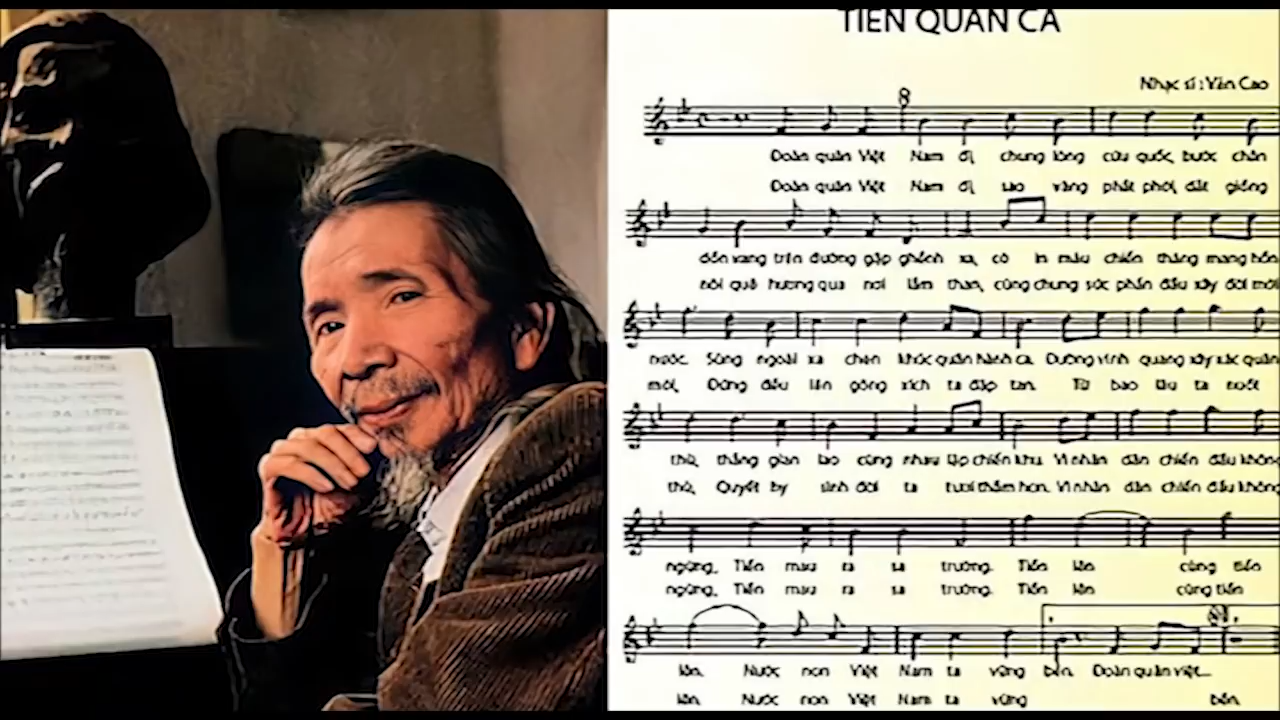 TIẾN QUÂN CA
Nhạc sĩ : Văn Cao
Đoàn quân Việt Nam đi, chung lòng cứu quốc, bước chân
Đoàn quân Việt Nam đi, sao vàng phất phới, dắt giống
dồn vang trên đường gập ghềnh xa, cờ in máu chiến thắng mang hồn
nòi quê hương qua nơi lầm than, cùng chung sức phấn đấu xây đời mới
nước. Súng ngoài xa chen khúc quân hành ca. Đường vinh quang xây xác quân
mới, Đứng đều lên gông xích ta đập tan. Từ bao lâu ta nuốt
thù, thắng gian lao cùng nhau lập chiến khu. Vì nhân dân chiến đấu không
thù, Quyết hy sinh đời ta tươi thắm hơn. Vì nhân dân chiến đấu không
ngừng, Tiến mau ra sa trường. Tiến lên cùng tiến
ngừng, Tiến mau ra sa trường. Tiến lên cùng tiến
lên. Nước non Việt Nam ta vững bền. Đoàn quân việt...
lên. Nước non Việt Nam ta vững bền.